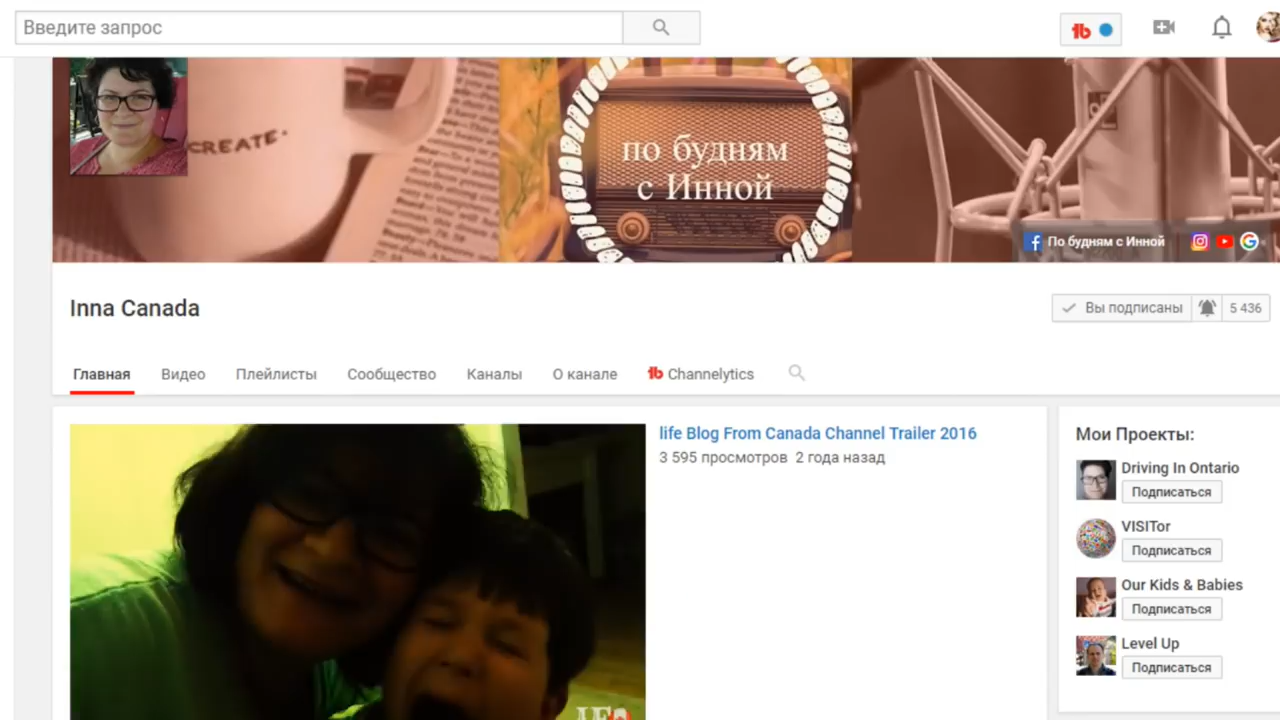 Введите запрос
CREATE
по будням
с Инной
По будням с Инной
Inna Canada
Вы подписаны
5 436
Главная
Видео
Плейлисты
Сообщество
Каналы
О канале
Channelytics
life Blog From Canada Channel Trailer 2016
3 595 просмотров 2 года назад
Мои Проекты:
Driving In Ontario
Подписаться
VISITor
Подписаться
Our Kids & Babies
Подписаться
Level Up
Подписаться